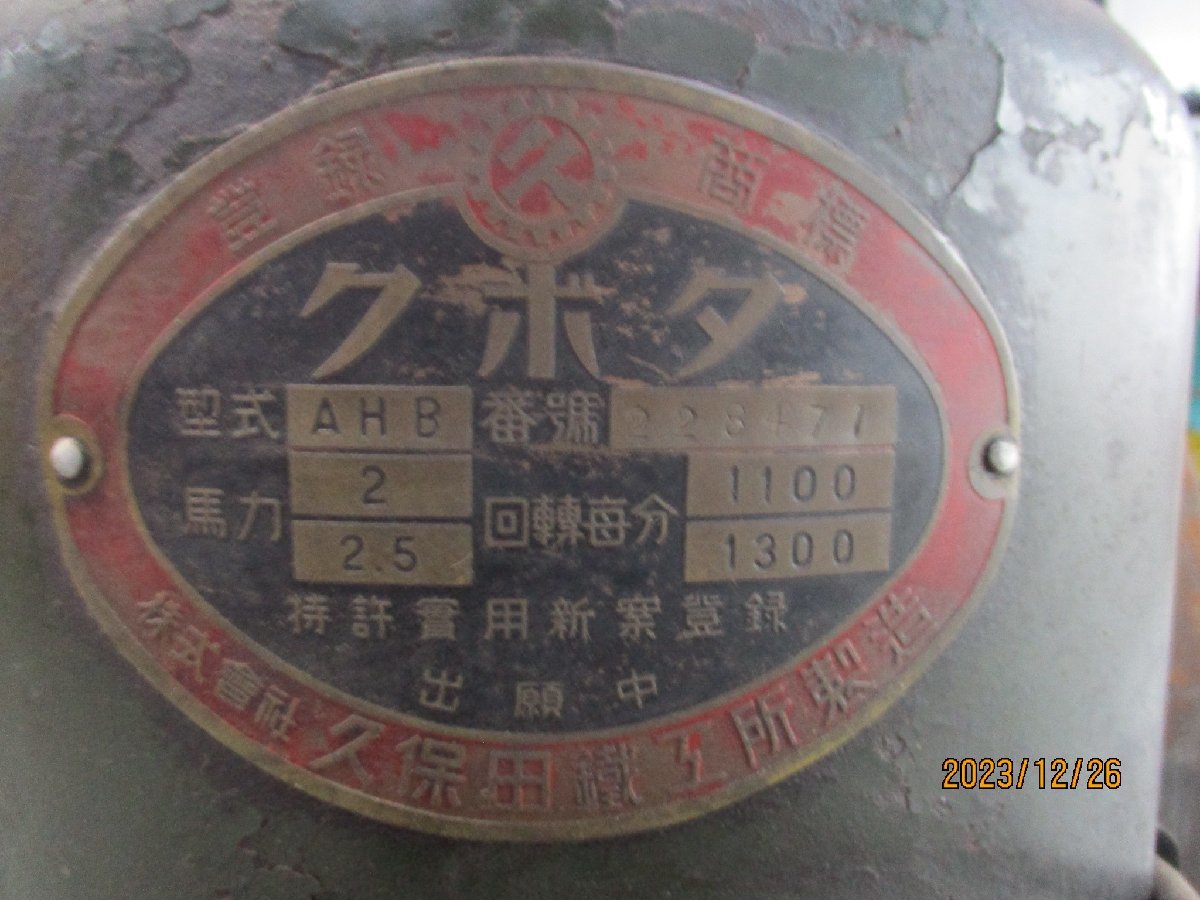 登録 商標
クボタ
型式 AHB 番號 228471
馬力 2 回轉每分 1100
2.5 1300
特許實用新案登録
出願中
株式會社久保田鐵工所製造
2023/12/26